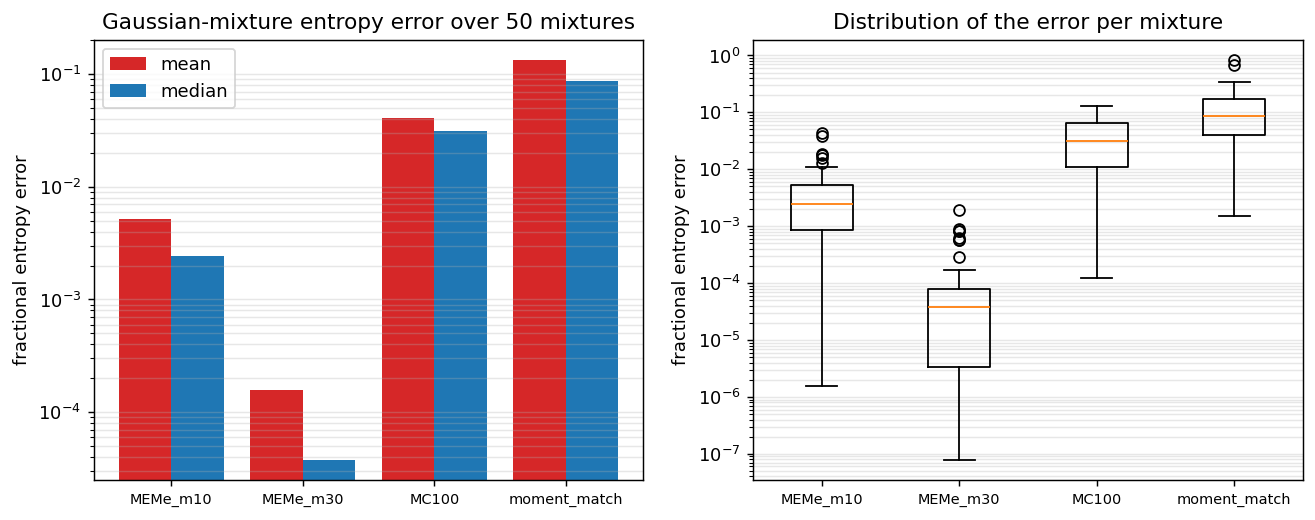 Gaussian-mixture entropy error over 50 mixtures
mean
median
fractional entropy error
10⁻¹
10⁻²
10⁻³
10⁻⁴
MEMe_m10 MEMe_m30 MC100 moment_match
Distribution of the error per mixture
fractional entropy error
10⁰
10⁻¹
10⁻²
10⁻³
10⁻⁴
10⁻⁵
10⁻⁶
10⁻⁷
MEMe_m10 MEMe_m30 MC100 moment_match